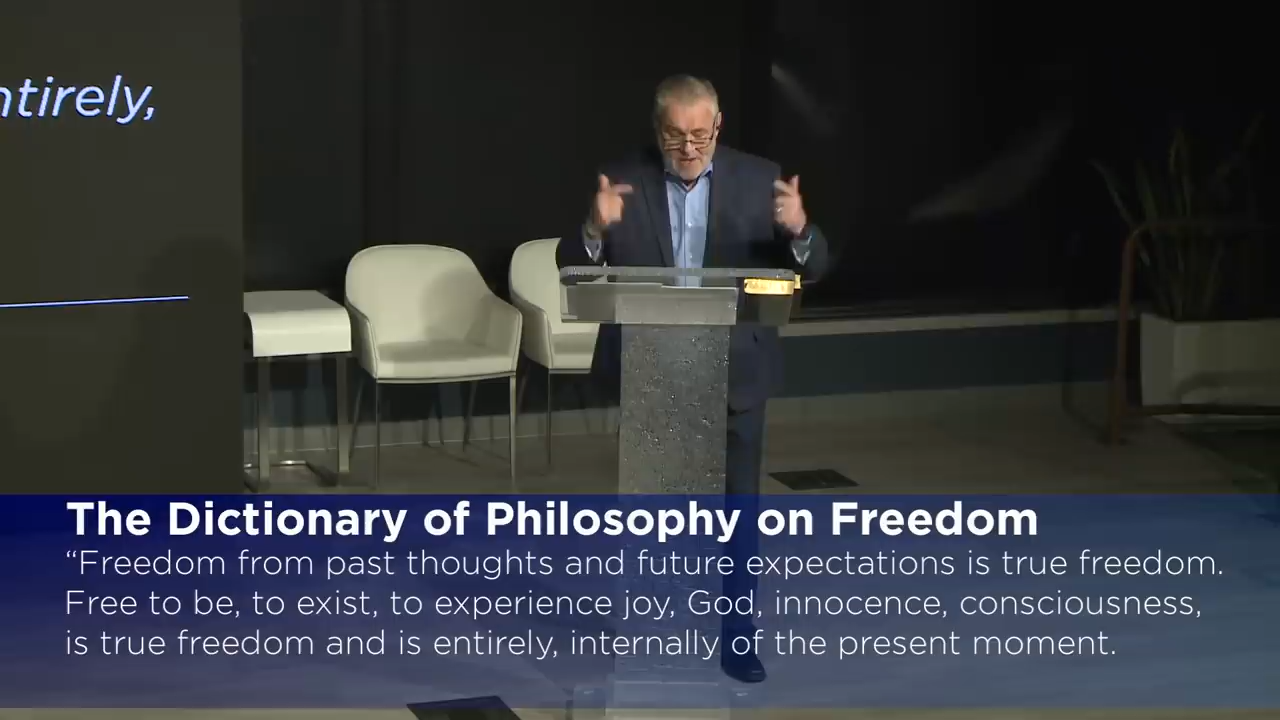 ntirely,
The Dictionary of Philosophy on Freedom
“Freedom from past thoughts and future expectations is true freedom.
Free to be, to exist, to experience joy, God, innocence, consciousness,
is true freedom and is entirely, internally of the present moment.